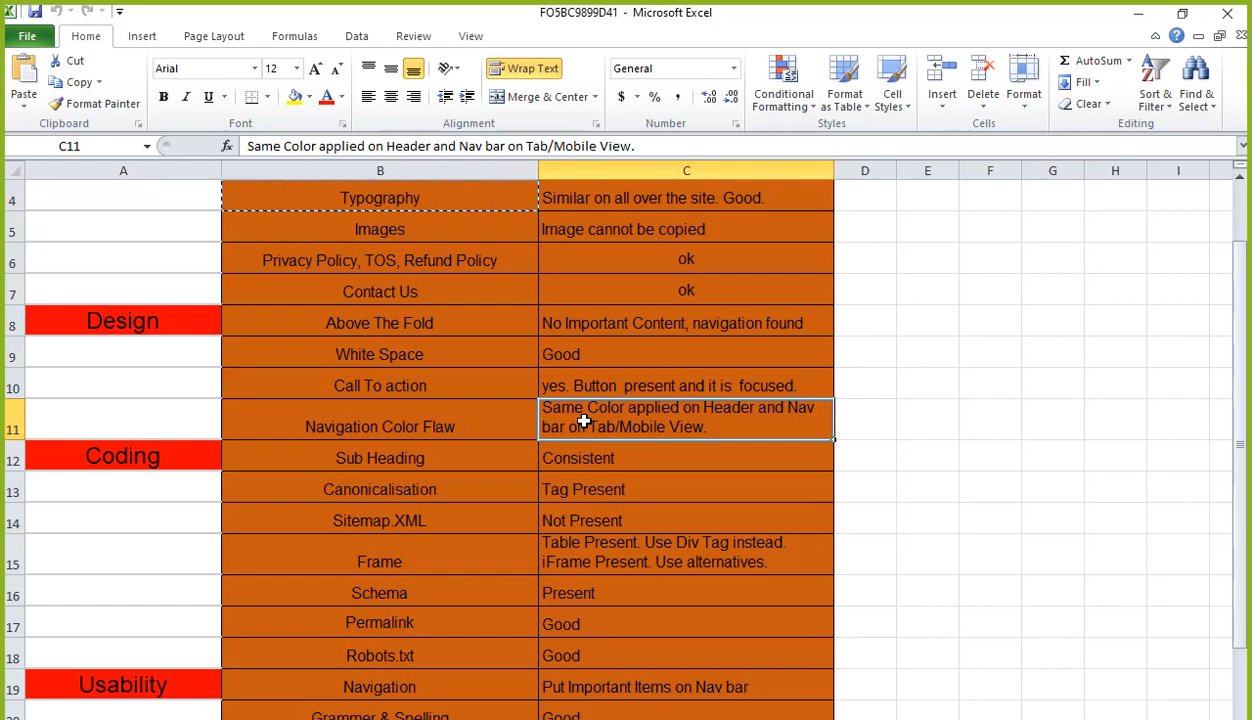 FO5BC9899D41 - Microsoft Excel
File Home Insert Page Layout Formulas Data Review View
Cut
Copy
Format Painter
Paste
Clipboard
Arial 12
B I U A
Font
Wrap Text
Merge & Center
Alignment
General
$ % ,
Number
Conditional Formatting
Format as Table
Cell Styles
Styles
Insert Delete Format
Cells
Σ AutoSum
Fill
Clear
Sort & Filter
Find & Select
Editing
C11 fx Same Color applied on Header and Nav bar on Tab/Mobile View.
A B C D E F G H I
4 Typography Similar on all over the site. Good.
5 Images Image cannot be copied
6 Privacy Policy, TOS, Refund Policy ok
7 Contact Us ok
8 Design Above The Fold No Important Content, navigation found
9 White Space Good
10 Call To action yes. Button present and it is focused.
11 Navigation Color Flaw Same Color applied on Header and Nav
bar on Tab/Mobile View.
12 Coding Sub Heading Consistent
13 Canonicalisation Tag Present
14 Sitemap.XML Not Present
15 Frame Table Present. Use Div Tag instead.
iFrame Present. Use alternatives.
16 Schema Present
17 Permalink Good
18 Robots.txt Good
19 Usability Navigation Put Important Items on Nav bar
20 Grammer & Spelling Good